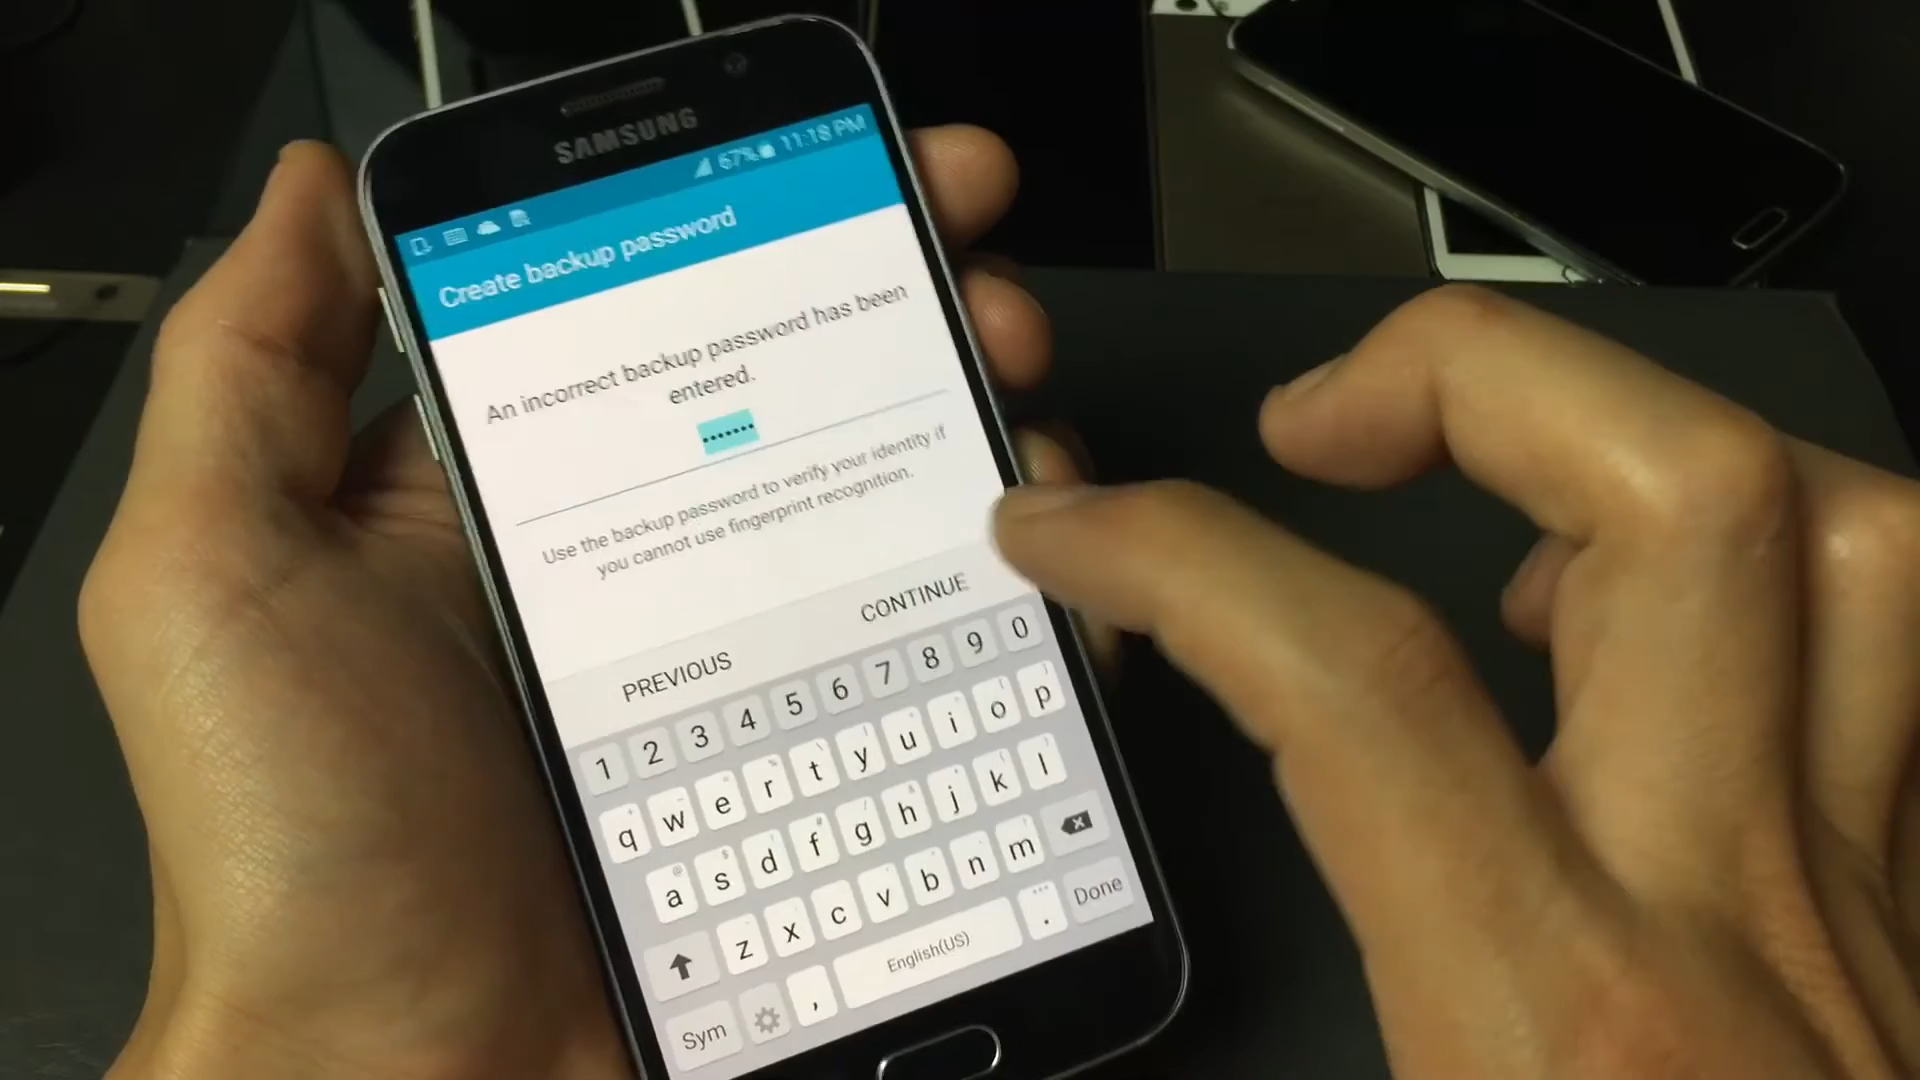 SAMSUNG
67% 11:18 PM
Create backup password
An incorrect backup password has been
entered.
•••••••
Use the backup password to verify your identity if
you cannot use fingerprint recognition.
PREVIOUS CONTINUE
1 2 3 4 5 6 7 8 9 0
q w e r t y u i o p
a s d f g h j k l
z x c v b n m
Sym , English(US) . Done